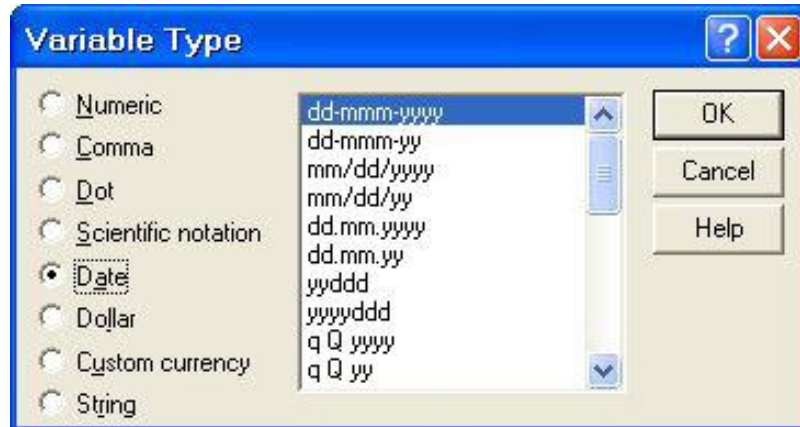 Variable Type
Numeric
Comma
Dot
Scientific notation
Date
Dollar
Custom currency
String
dd-mmm-yyyy
dd-mmm-yy
mm/dd/yyyy
mm/dd/yy
dd.mm.yyyy
dd.mm.yy
yyddd
yyyyddd
q Q yyyy
q Q yy
OK
Cancel
Help